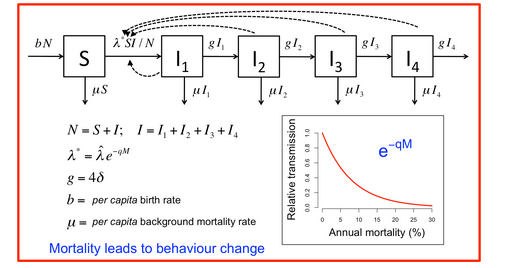 bN
S
λ*SI / N
I₁
gI₁
I₂
gI₂
I₃
gI₃
I₄
gI₄
μS
μI₁
μI₂
μI₃
μI₄
N = S + I; I = I₁ + I₂ + I₃ + I₄
λ* = λ̂e^{-qM}
g = 4δ
b = per capita birth rate
μ = per capita background mortality rate
Mortality leads to behaviour change
Relative transmission
1.0
0.8
0.6
0.4
0.2
0.0
e^{-qM}
0 5 10 15 20 25 30
Annual mortality (%)